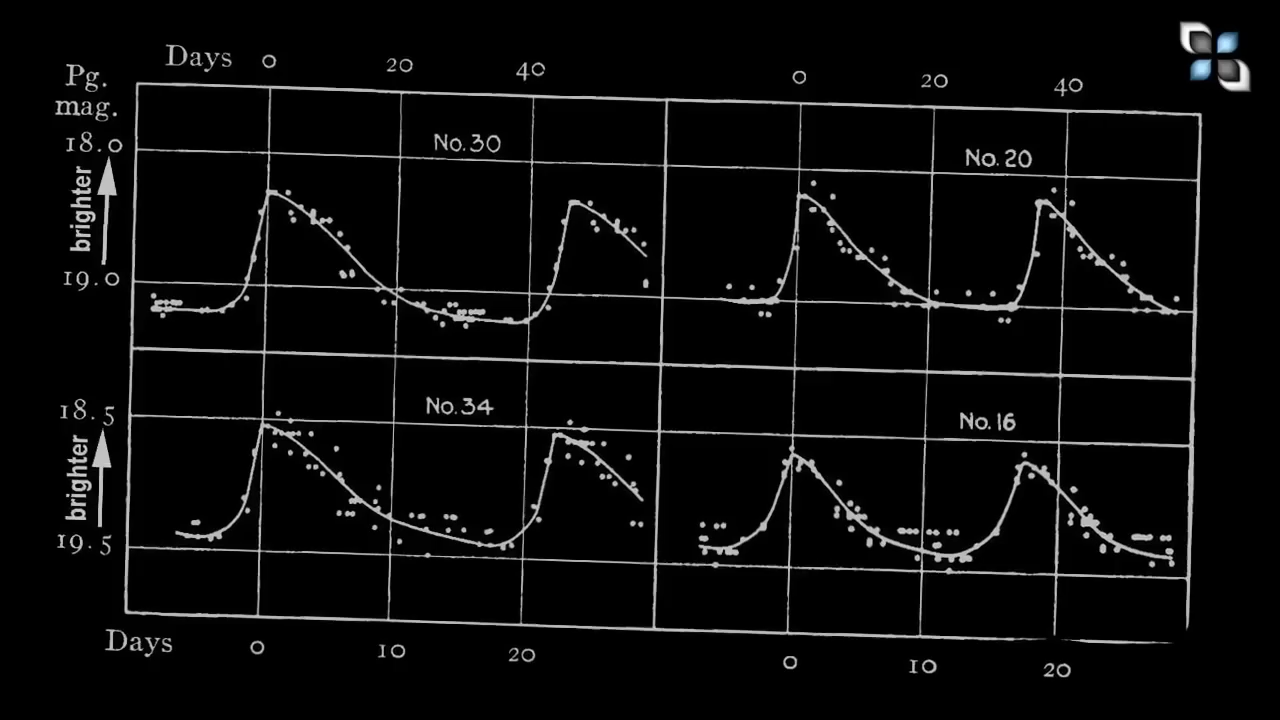 Days 0 20 40 0 20 40
Pg.
mag.
18.0
No.30 No.20
brighter
19.0
18.5
No.34 No.16
brighter
19.5
Days 0 10 20 0 10 20